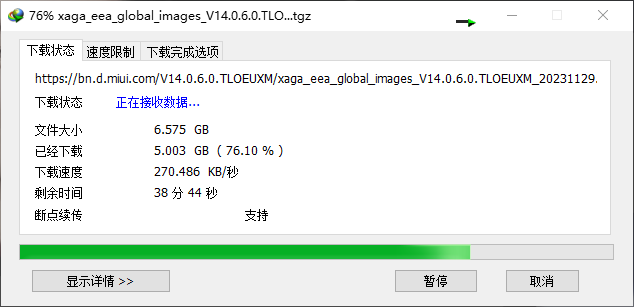 76% xaga_eea_global_images_V14.0.6.0.TLO...tgz
下载状态 速度限制 下载完成选项
https://bn.d.miui.com/V14.0.6.0.TLOEUXM/xaga_eea_global_images_V14.0.6.0.TLOEUXM_20231129.
下载状态 正在接收数据...
文件大小 6.575 GB
已经下载 5.003 GB ( 76.10 % )
下载速度 270.486 KB/秒
剩余时间 38 分 44 秒
断点续传 支持
显示详情 >> 暂停 取消